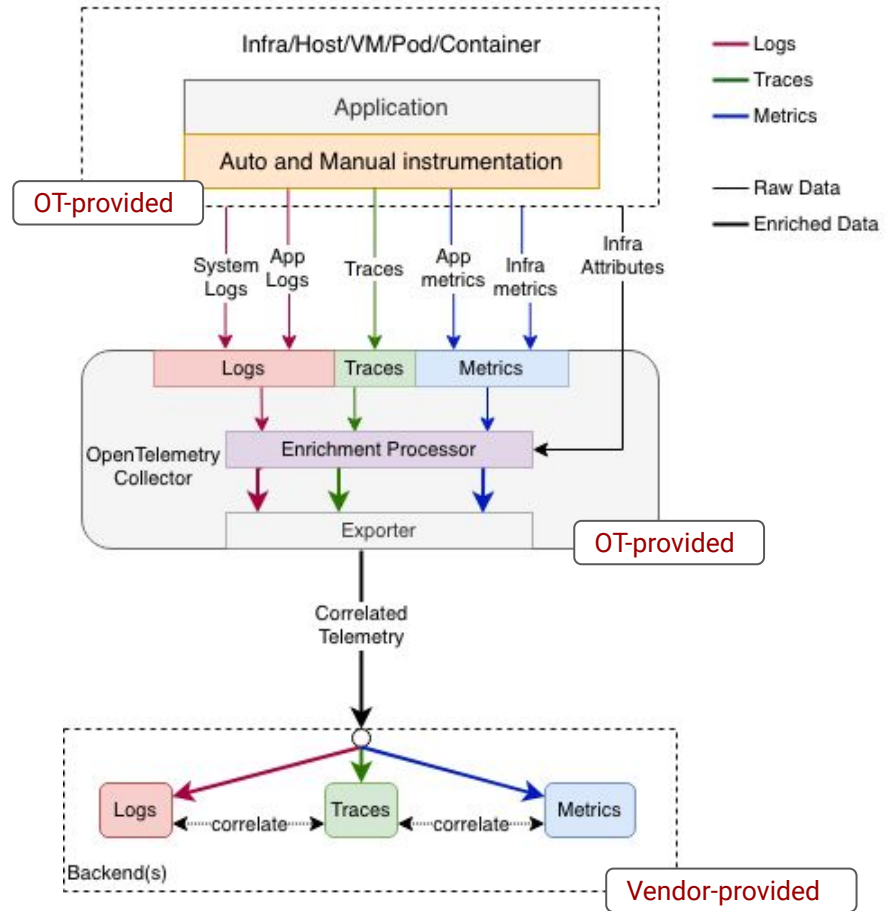 Infra/Host/VM/Pod/Container
Application
Auto and Manual instrumentation
OT-provided
Logs
Traces
Metrics
Raw Data
Enriched Data
System
Logs
App
Logs
Traces
App
metrics
Infra
metrics
Infra
Attributes
Logs
Traces
Metrics
OpenTelemetry
Collector
Enrichment Processor
Exporter
OT-provided
Correlated
Telemetry
Logs
correlate
Traces
correlate
Metrics
Backend(s)
Vendor-provided